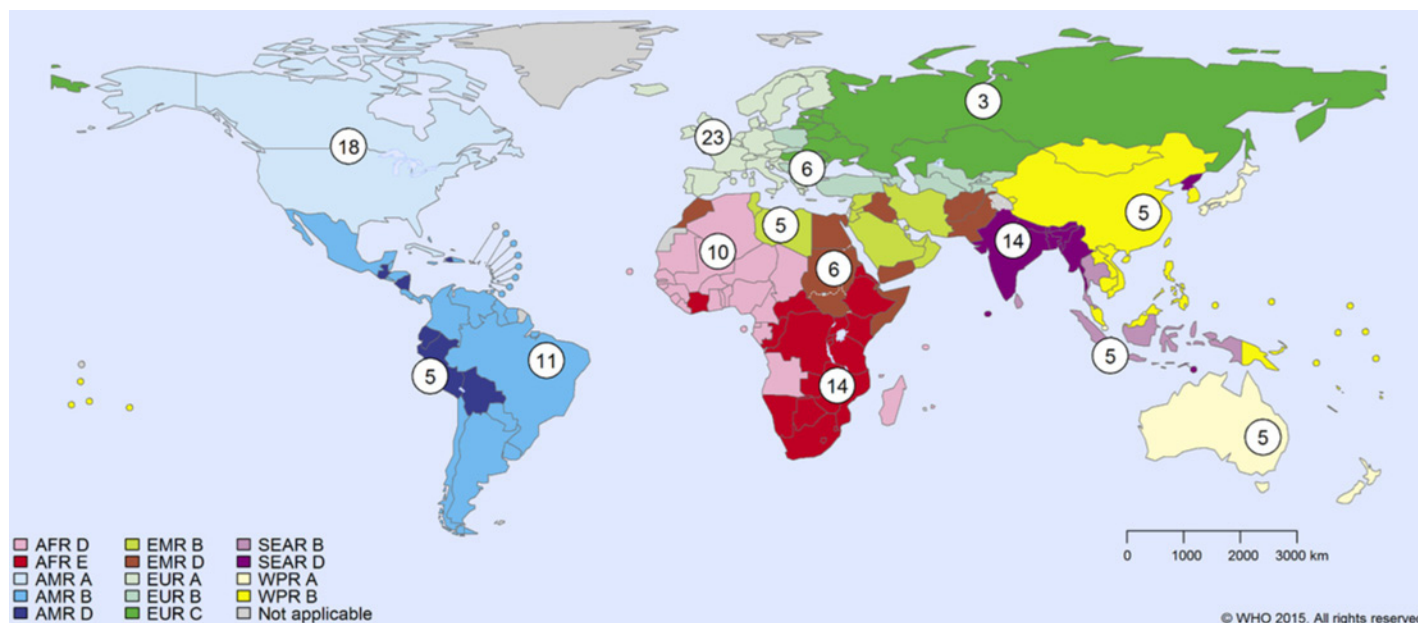 3
23
18
6
5
5
14
10
6
11
5
5
14
5
AFR D
AFR E
AMR A
AMR B
AMR D
EMR B
EMR D
EUR A
EUR B
EUR C
SEAR B
SEAR D
WPR A
WPR B
Not applicable
0 1000 2000 3000 km
© WHO 2015. All rights reserved